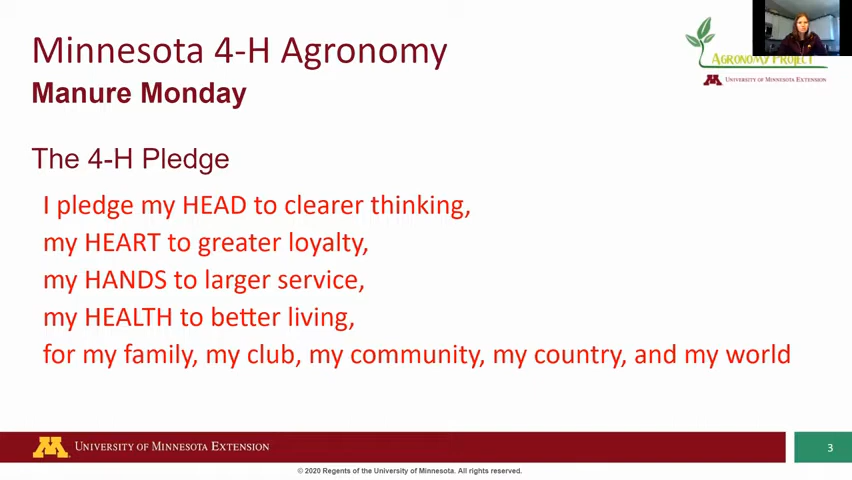 Minnesota 4-H Agronomy
Manure Monday
AGRONOMY PROJECT
UNIVERSITY OF MINNESOTA EXTENSION
The 4-H Pledge
I pledge my HEAD to clearer thinking,
my HEART to greater loyalty,
my HANDS to larger service,
my HEALTH to better living,
for my family, my club, my community, my country, and my world
UNIVERSITY OF MINNESOTA EXTENSION
3
© 2020 Regents of the University of Minnesota. All rights reserved.